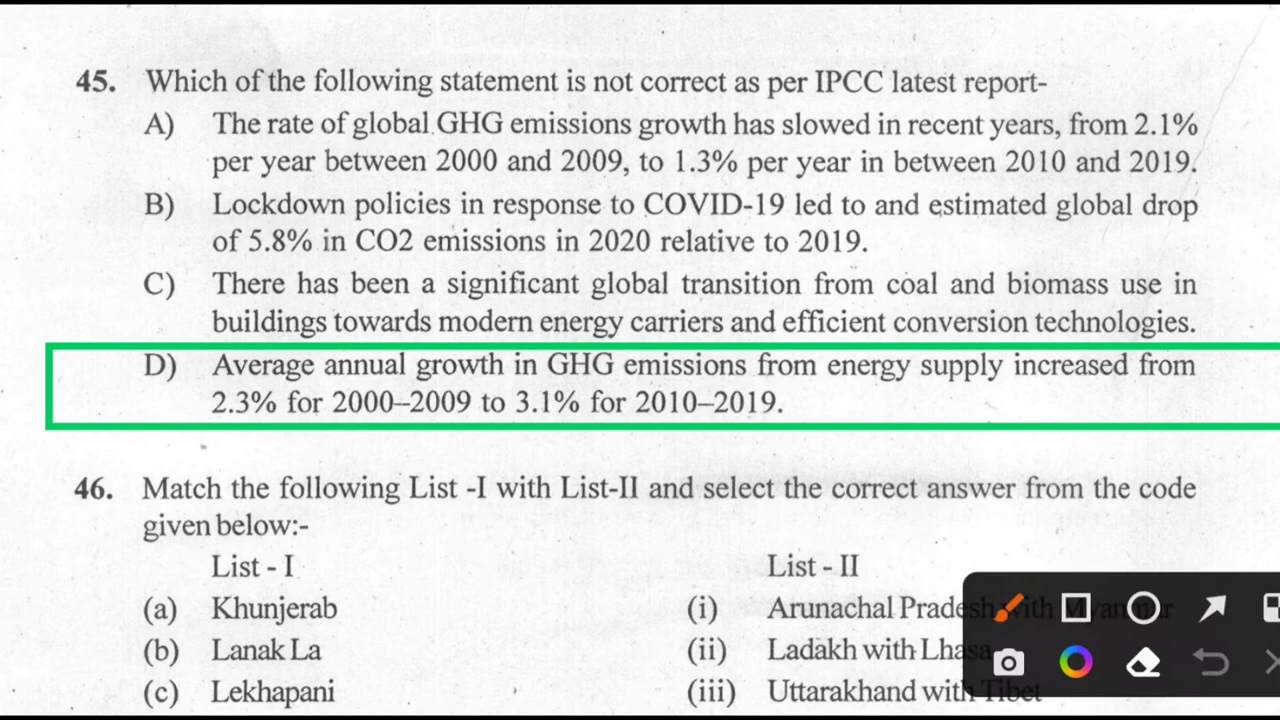 45. Which of the following statement is not correct as per IPCC latest report-
A) The rate of global GHG emissions growth has slowed in recent years, from 2.1%
per year between 2000 and 2009, to 1.3% per year in between 2010 and 2019.
B) Lockdown policies in response to COVID-19 led to and estimated global drop
of 5.8% in CO2 emissions in 2020 relative to 2019.
C) There has been a significant global transition from coal and biomass use in
buildings towards modern energy carriers and efficient conversion technologies.
D) Average annual growth in GHG emissions from energy supply increased from
2.3% for 2000–2009 to 3.1% for 2010–2019.
46. Match the following List -I with List-II and select the correct answer from the code
given below:-
List - I List - II
(a) Khunjerab (i) Arunachal Pradesh with Myanmar
(b) Lanak La (ii) Ladakh with Lhasa
(c) Lekhapani (iii) Uttarakhand with Tibet